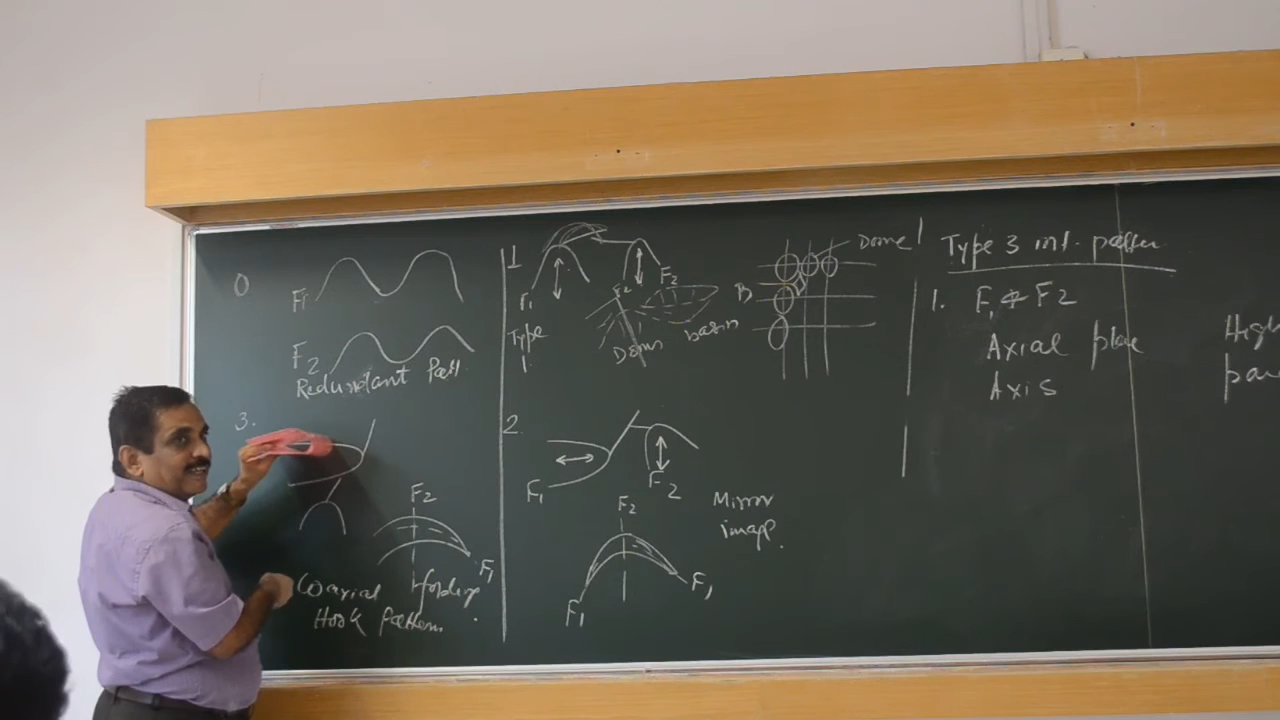 0
F1
F2
Redundant Patt.
3.
F2
F1
Coaxial folding
Hook Pattern.
1
F1
F2
F2
Type
1.
Dome
basin
Dome
B
2
F1
F2
F2
Mirror
image.
F1
F1
Type 3 int. pattern
1. F1 & F2
Axial plane
Axis